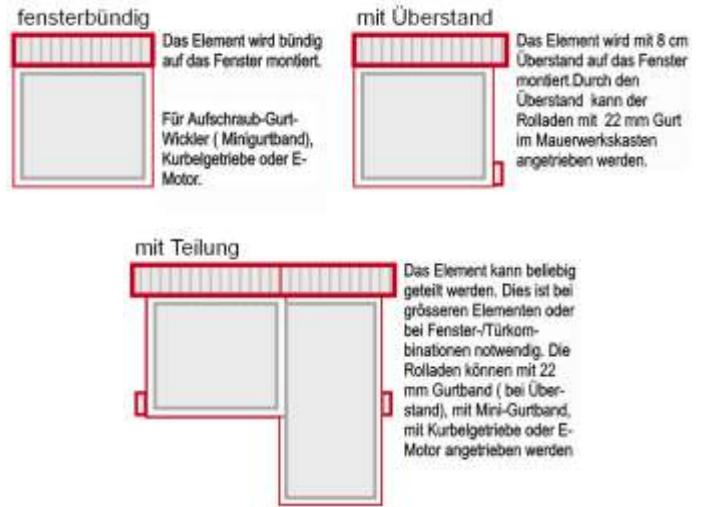 fensterbündig
Das Element wird bündig
auf das Fenster montiert.
Für Aufschraub-Gurt-
Wickler ( Minigurtband),
Kurbelgetriebe oder E-
Motor.
mit Überstand
Das Element wird mit 8 cm
Überstand auf das Fenster
montiert.Durch den
Überstand kann der
Rolladen mit 22 mm Gurt
im Mauerwerkskasten
angetrieben werden.
mit Teilung
Das Element kann beliebig
geteilt werden. Dies ist bei
grösseren Elementen oder
bei Fenster-/Türkom-
binationen notwendig. Die
Rolladen können mit 22
mm Gurtband ( bei Über-
stand), mit Mini-Gurtband,
mit Kurbelgetriebe oder E-
Motor angetrieben werden